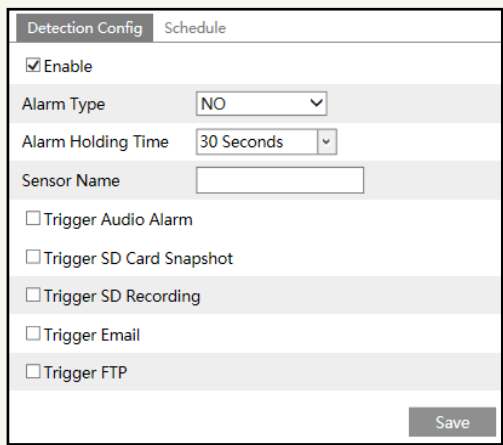 Detection Config Schedule
Enable
Alarm Type NO
Alarm Holding Time 30 Seconds
Sensor Name
Trigger Audio Alarm
Trigger SD Card Snapshot
Trigger SD Recording
Trigger Email
Trigger FTP
Save